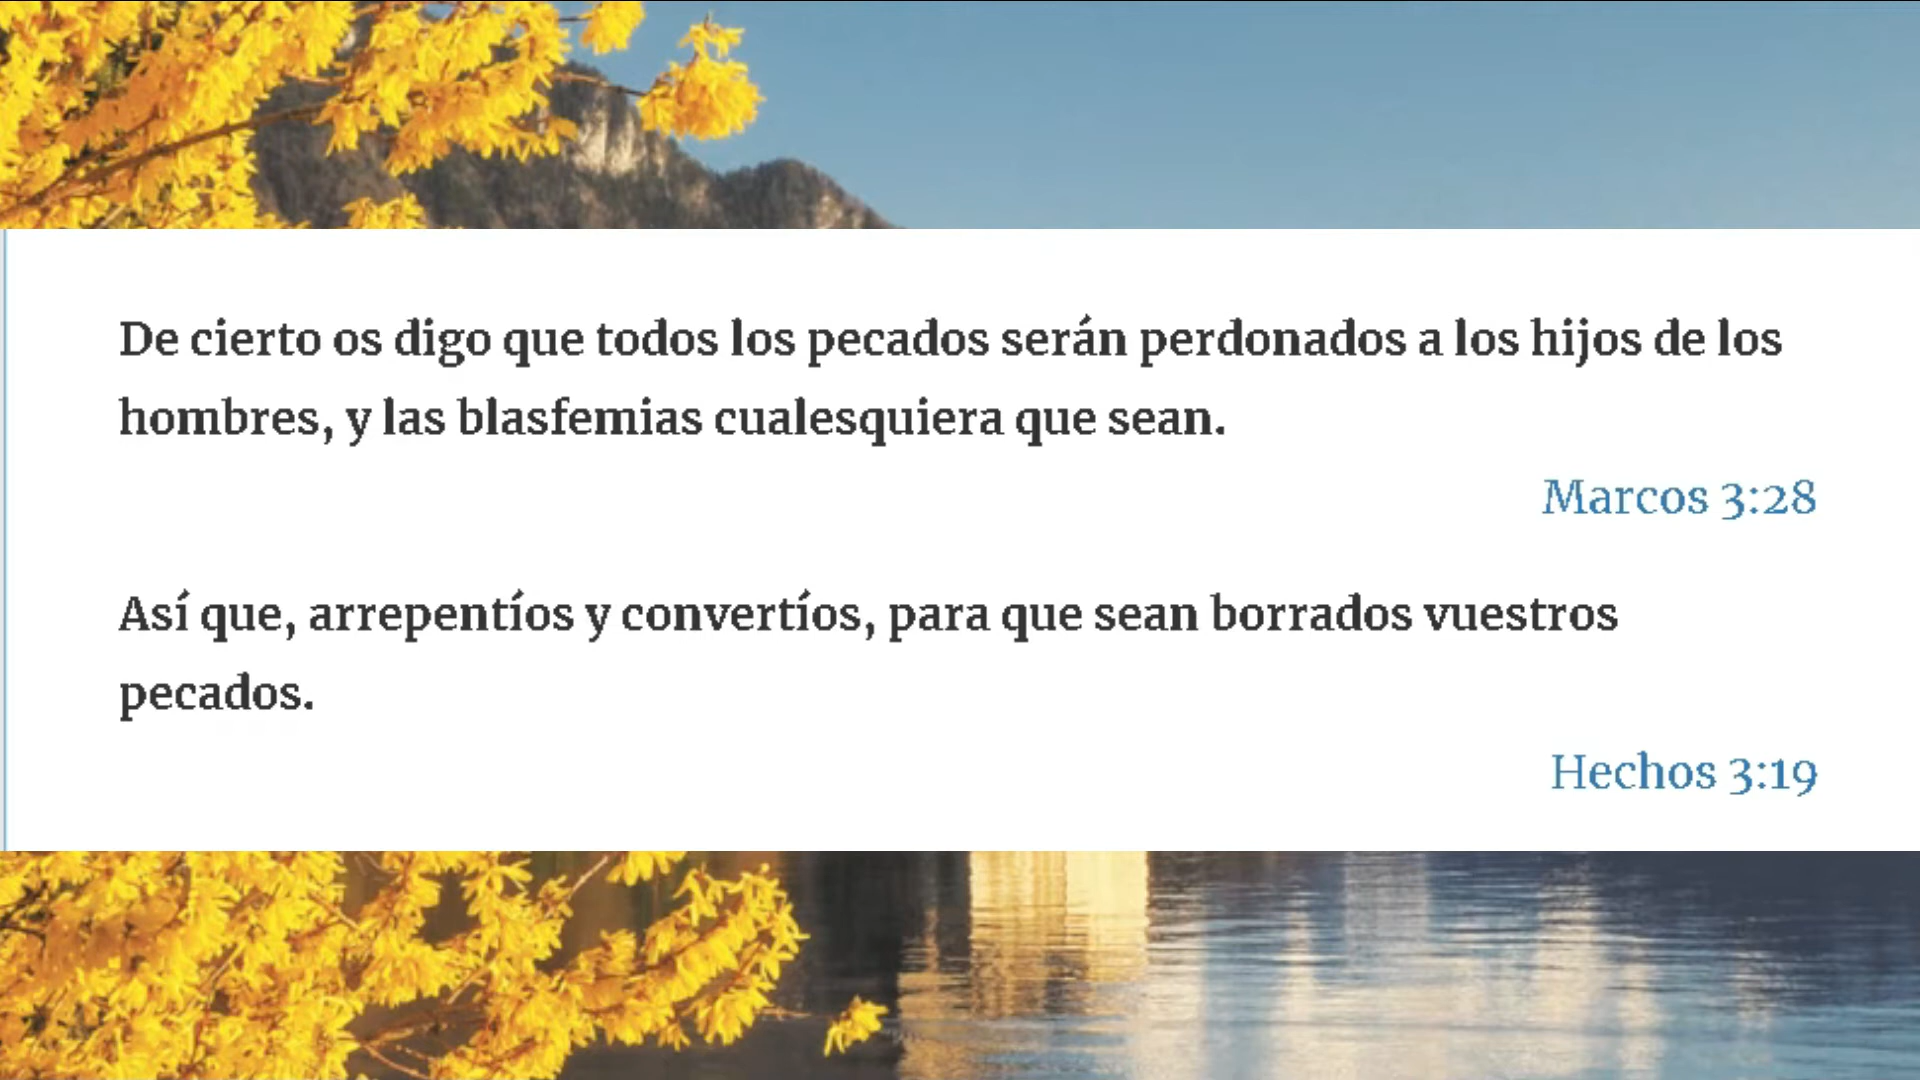 De cierto os digo que todos los pecados serán perdonados a los hijos de los
hombres, y las blasfemias cualesquiera que sean.
Marcos 3:28
Así que, arrepentíos y convertíos, para que sean borrados vuestros
pecados.
Hechos 3:19